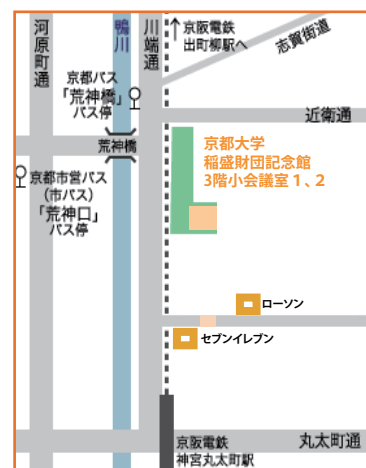 河原町通
鴨川
川端通
京阪電鉄
出町柳駅へ
志賀街道
京都バス
「荒神橋」
バス停
近衛通
荒神橋
京都大学
稲盛財団記念館
3階小会議室1、2
京都市営バス
(市バス)
「荒神口」
バス停
ローソン
セブンイレブン
京阪電鉄
神宮丸太町駅
丸太町通